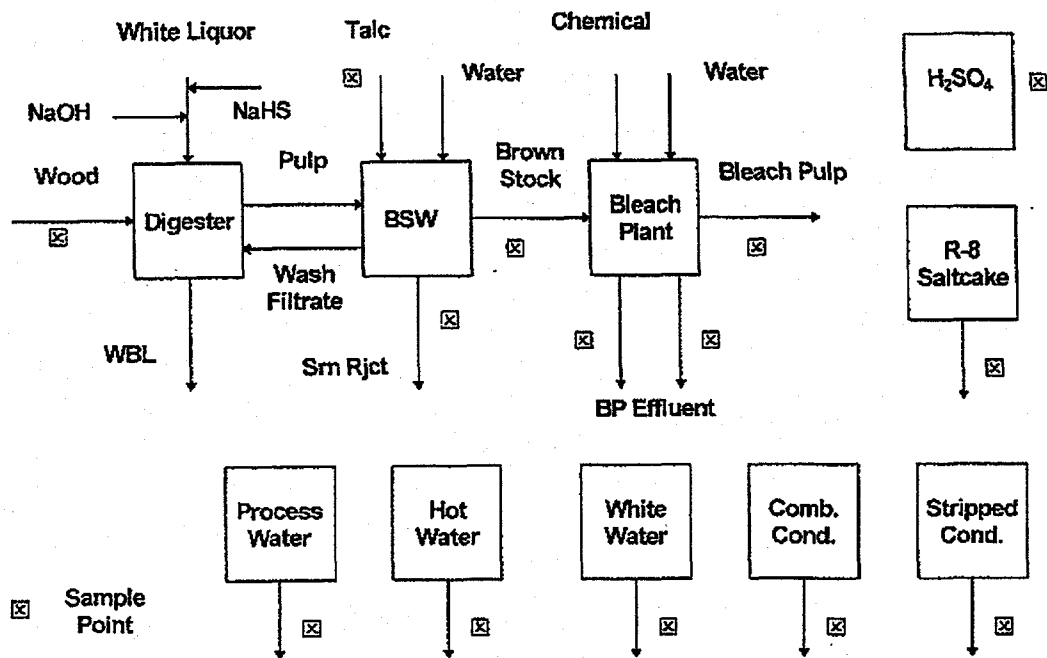 White Liquor
Talc
Chemical
Water
Water
H₂SO₄
NaOH
NaHS
Wood
Pulp
Brown
Stock
Bleach Pulp
Digester
BSW
Bleach
Plant
R-8
Saltcake
Wash
Filtrate
WBL
Srn Rjct
BP Effluent
Process
Water
Hot
Water
White
Water
Comb.
Cond.
Stripped
Cond.
Sample
Point